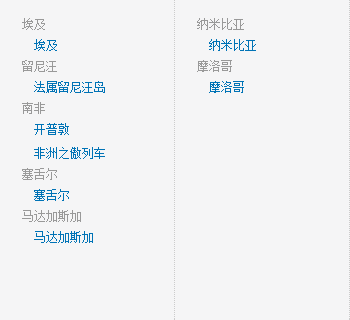 埃及
埃及
留尼汪
法属留尼汪岛
南非
开普敦
非洲之傲列车
塞舌尔
塞舌尔
马达加斯加
马达加斯加
纳米比亚
纳米比亚
摩洛哥
摩洛哥